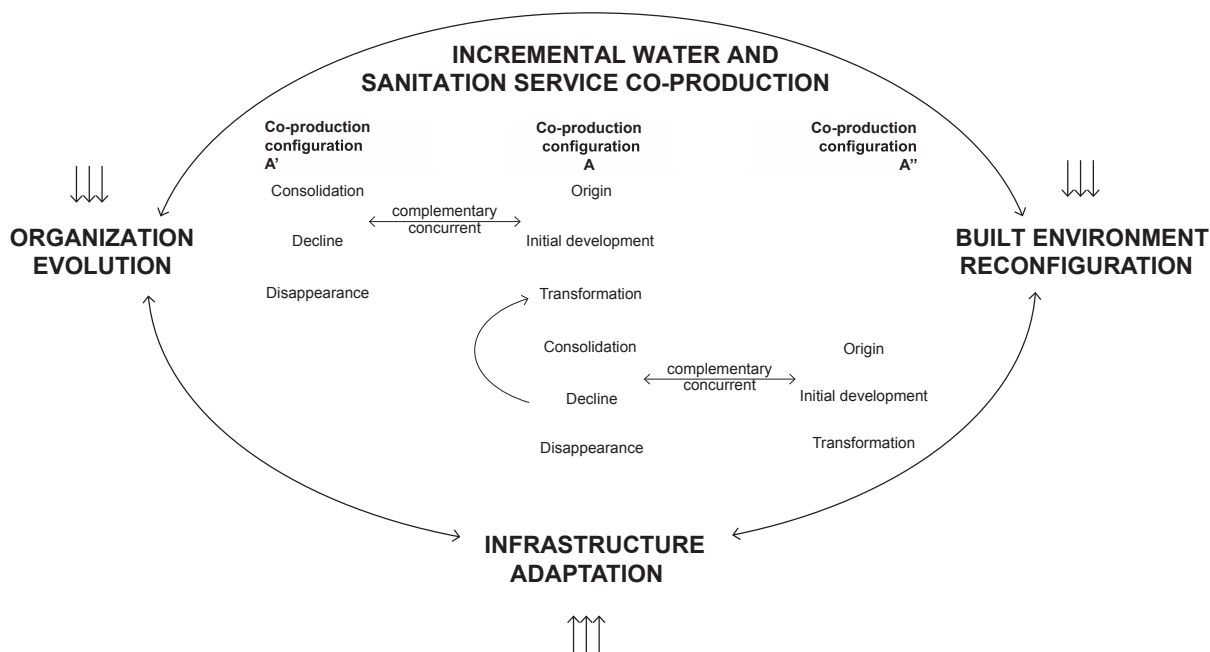 INCREMENTAL WATER AND
SANITATION SERVICE CO-PRODUCTION
Co-production
configuration
A'
Co-production
configuration
A
Co-production
configuration
A"
Consolidation
Decline
Disappearance
complementary
concurrent
Origin
Initial development
Transformation
Consolidation
Decline
Disappearance
complementary
concurrent
Origin
Initial development
Transformation
ORGANIZATION
EVOLUTION
BUILT ENVIRONMENT
RECONFIGURATION
INFRASTRUCTURE
ADAPTATION